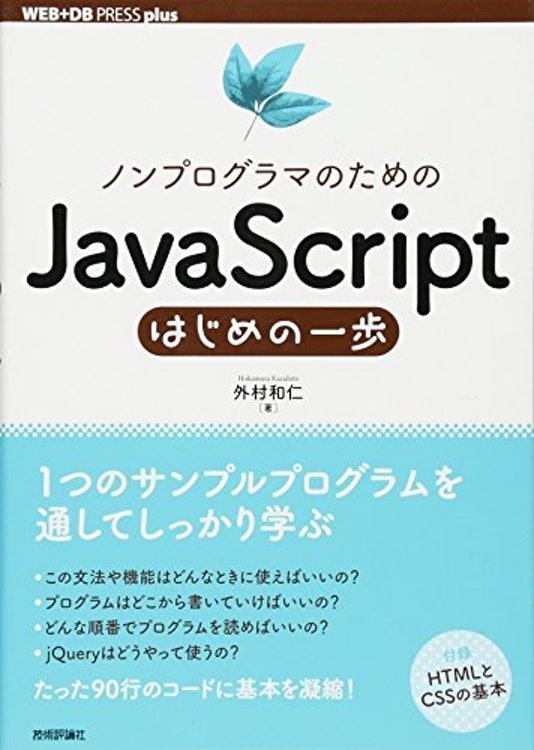 WEB+DB PRESS plus
ノンプログラマのための
JavaScript
はじめの一歩
Hokamura Kazuhito
外村和仁
[著]
1つのサンプルプログラムを
通してしっかり学ぶ
・この文法や機能はどんなときに使えばいいの?
・プログラムはどこから書いていけばいいの?
・どんな順番でプログラムを読めばいいの?
・jQueryはどうやって使うの?
たった90行のコードに基本を凝縮!
付録
HTMLと
CSSの基本
技術評論社